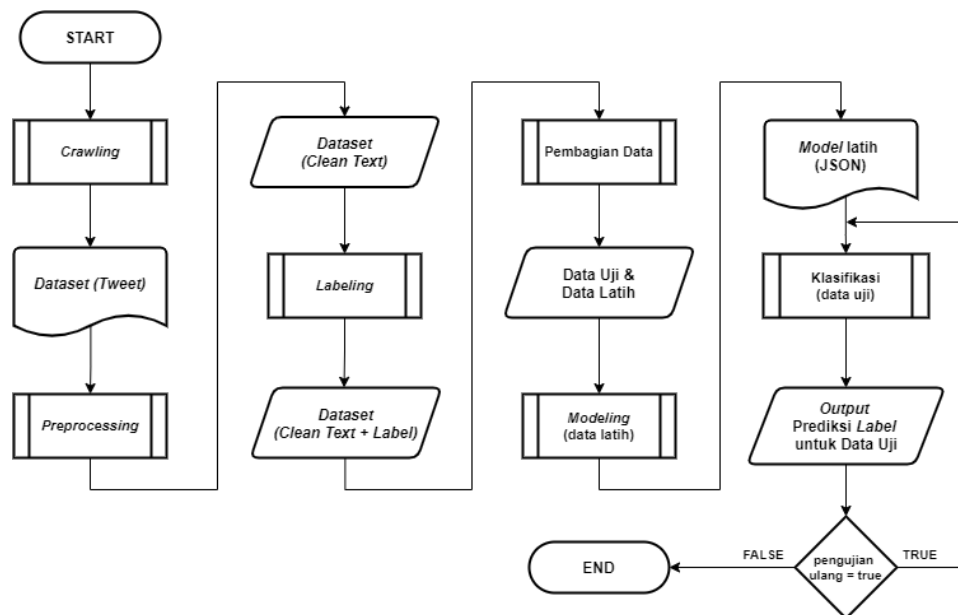 START
Crawling
Dataset (Tweet)
Preprocessing
Dataset
(Clean Text)
Labeling
Dataset
(Clean Text + Label)
Pembagian Data
Data Uji &
Data Latih
Modeling
(data latih)
Model latih
(JSON)
Klasifikasi
(data uji)
Output
Prediksi Label
untuk Data Uji
pengujian
ulang = true
TRUE
FALSE
END